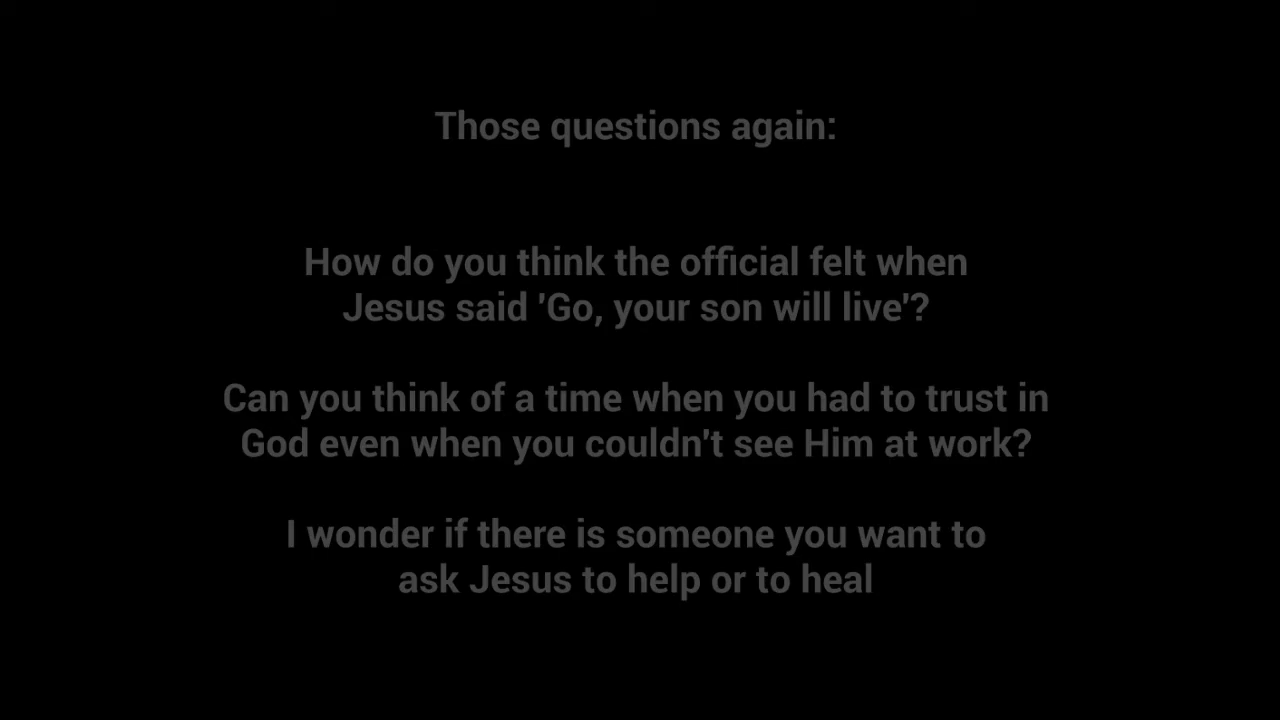 Those questions again:
How do you think the official felt when
Jesus said 'Go, your son will live'?
Can you think of a time when you had to trust in
God even when you couldn't see Him at work?
I wonder if there is someone you want to
ask Jesus to help or to heal